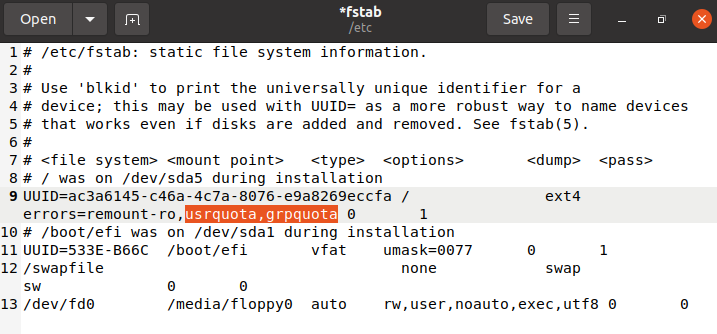 Open
*fstab
/etc
Save
1 # /etc/fstab: static file system information.
2 #
3 # Use 'blkid' to print the universally unique identifier for a
4 # device; this may be used with UUID= as a more robust way to name devices
5 # that works even if disks are added and removed. See fstab(5).
6 #
7 # <file system> <mount point>   <type>  <options>       <dump>  <pass>
8 # / was on /dev/sda5 during installation
9 UUID=ac3a6145-c46a-4c7a-8076-e9a8269eccfa /               ext4
errors=remount-ro,usrquota,grpquota 0       1
10 # /boot/efi was on /dev/sda1 during installation
11 UUID=533E-B66C  /boot/efi       vfat    umask=0077      0       1
12 /swapfile                                 none            swap
sw              0       0
13 /dev/fd0        /media/floppy0  auto    rw,user,noauto,exec,utf8 0       0